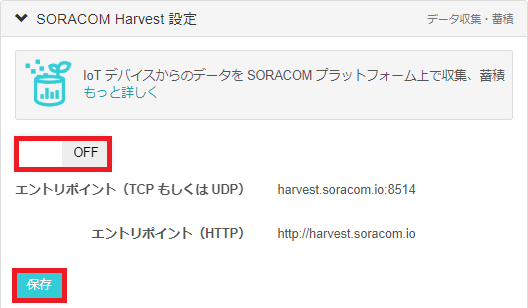 SORACOM Harvest 設定
データ収集・蓄積
IoT デバイスからのデータを SORACOM プラットフォーム上で収集、蓄積
もっと詳しく
OFF
エントリポイント（TCP もしくは UDP） harvest.soracom.io:8514
エントリポイント（HTTP） http://harvest.soracom.io
保存